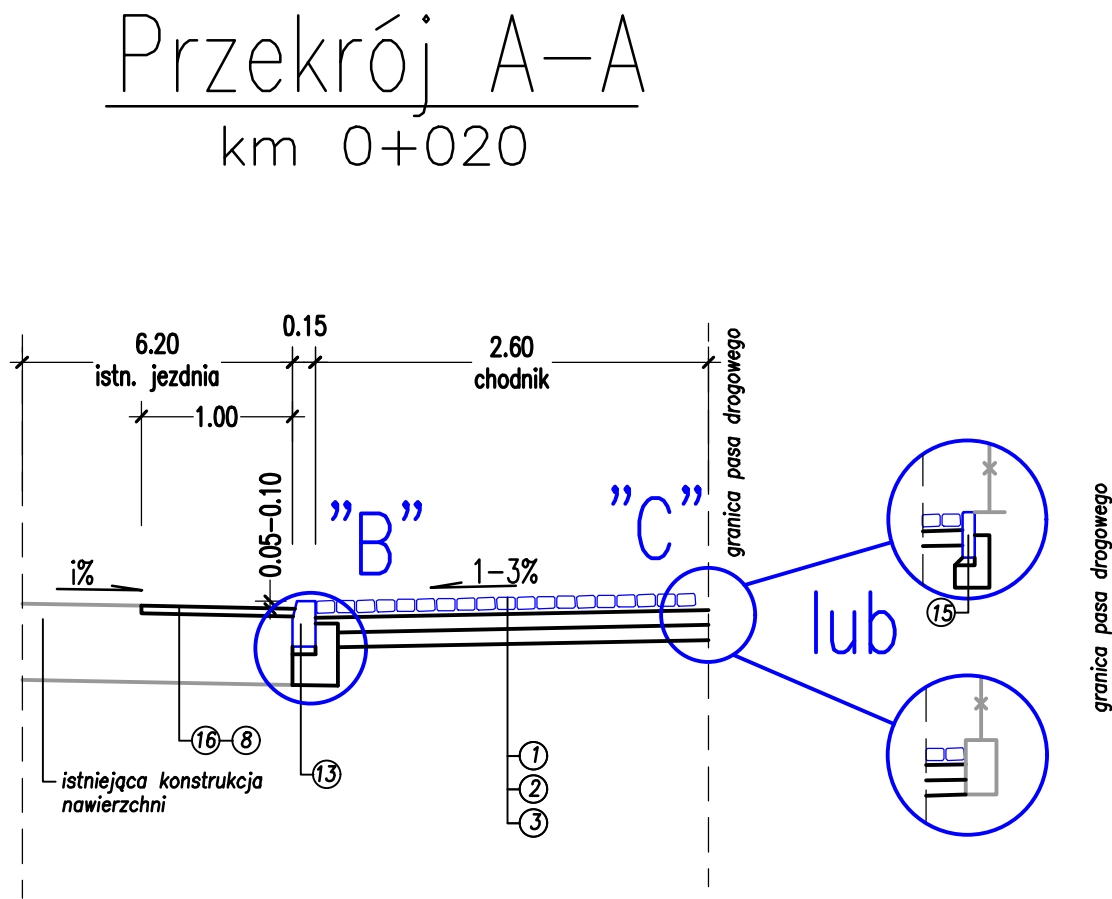 Przekrój A-A
km 0+020
6.20
istn. jezdnia
0.15
2.60
chodnik
granica pasa drogowego
1.00
0.05-0.10
"B"
"C"
i%
1-3%
15
lub
granica pasa drogowego
16
8
13
istniejąca konstrukcja
nawierzchni
1
2
3